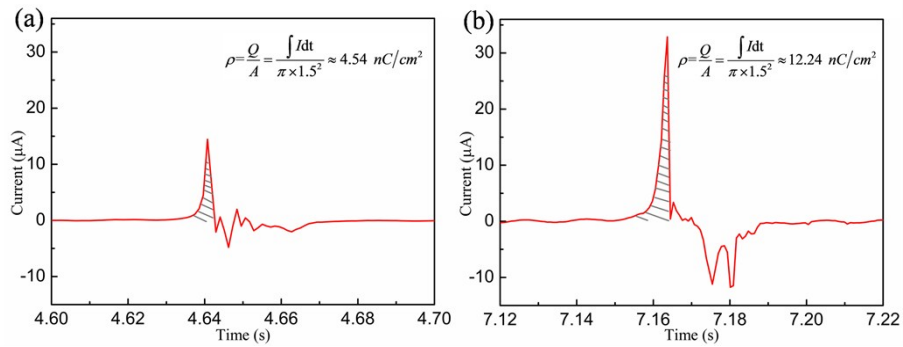 (a)
ρ=Q/A=∫Idt/π×1.5²≈4.54 nC/cm²
Current (μA)
30
20
10
0
-10
4.60 4.62 4.64 4.66 4.68 4.70
Time (s)
(b)
ρ=Q/A=∫Idt/π×1.5²≈12.24 nC/cm²
Current (μA)
30
20
10
0
-10
7.12 7.14 7.16 7.18 7.20 7.22
Time (s)